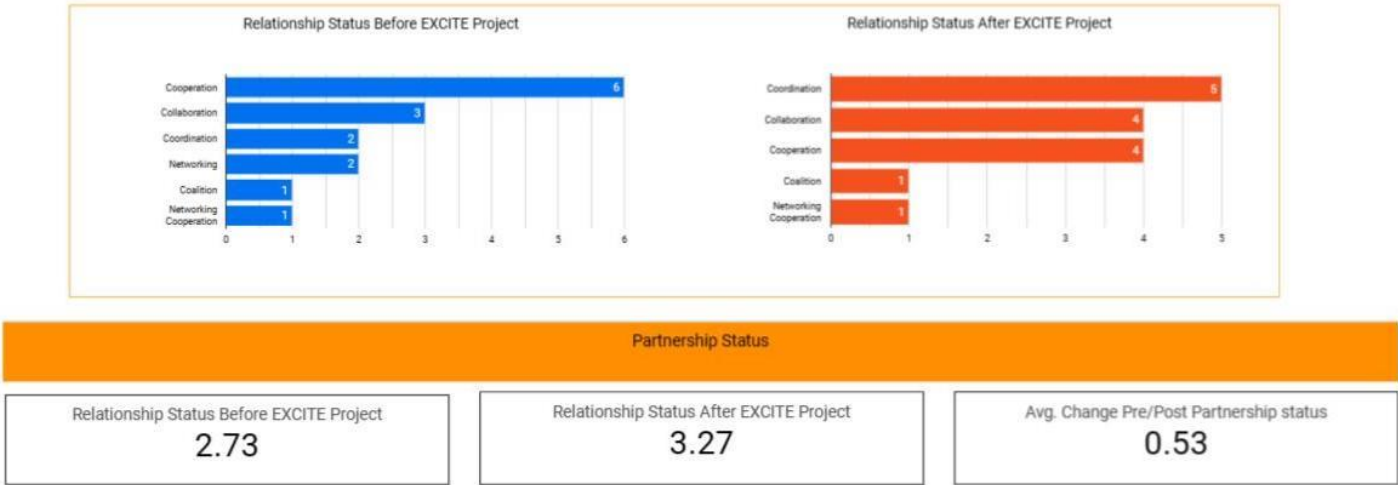 Relationship Status Before EXCITE Project
Cooperation 6
Collaboration 3
Coordination 2
Networking 2
Coalition 1
Networking
Cooperation 1
0 1 2 3 4 5 6
Relationship Status After EXCITE Project
Coordination 5
Collaboration 4
Cooperation 4
Coalition 1
Networking
Cooperation 1
0 1 2 3 4 5
Partnership Status
Relationship Status Before EXCITE Project
2.73
Relationship Status After EXCITE Project
3.27
Avg. Change Pre/Post Partnership status
0.53